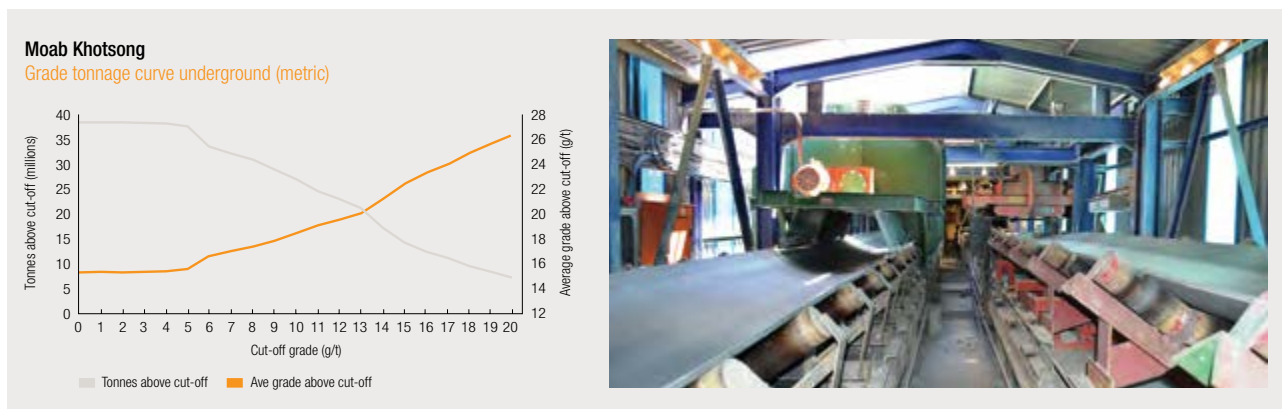 Moab Khotsong
Grade tonnage curve underground (metric)
Tonnes above cut-off (millions)
40
35
30
25
20
15
10
5
0
0 1 2 3 4 5 6 7 8 9 10 11 12 13 14 15 16 17 18 19 20
Cut-off grade (g/t)
28
26
24
22
20
18
16
14
12
Average grade above cut-off (g/t)
Tonnes above cut-off
Ave grade above cut-off